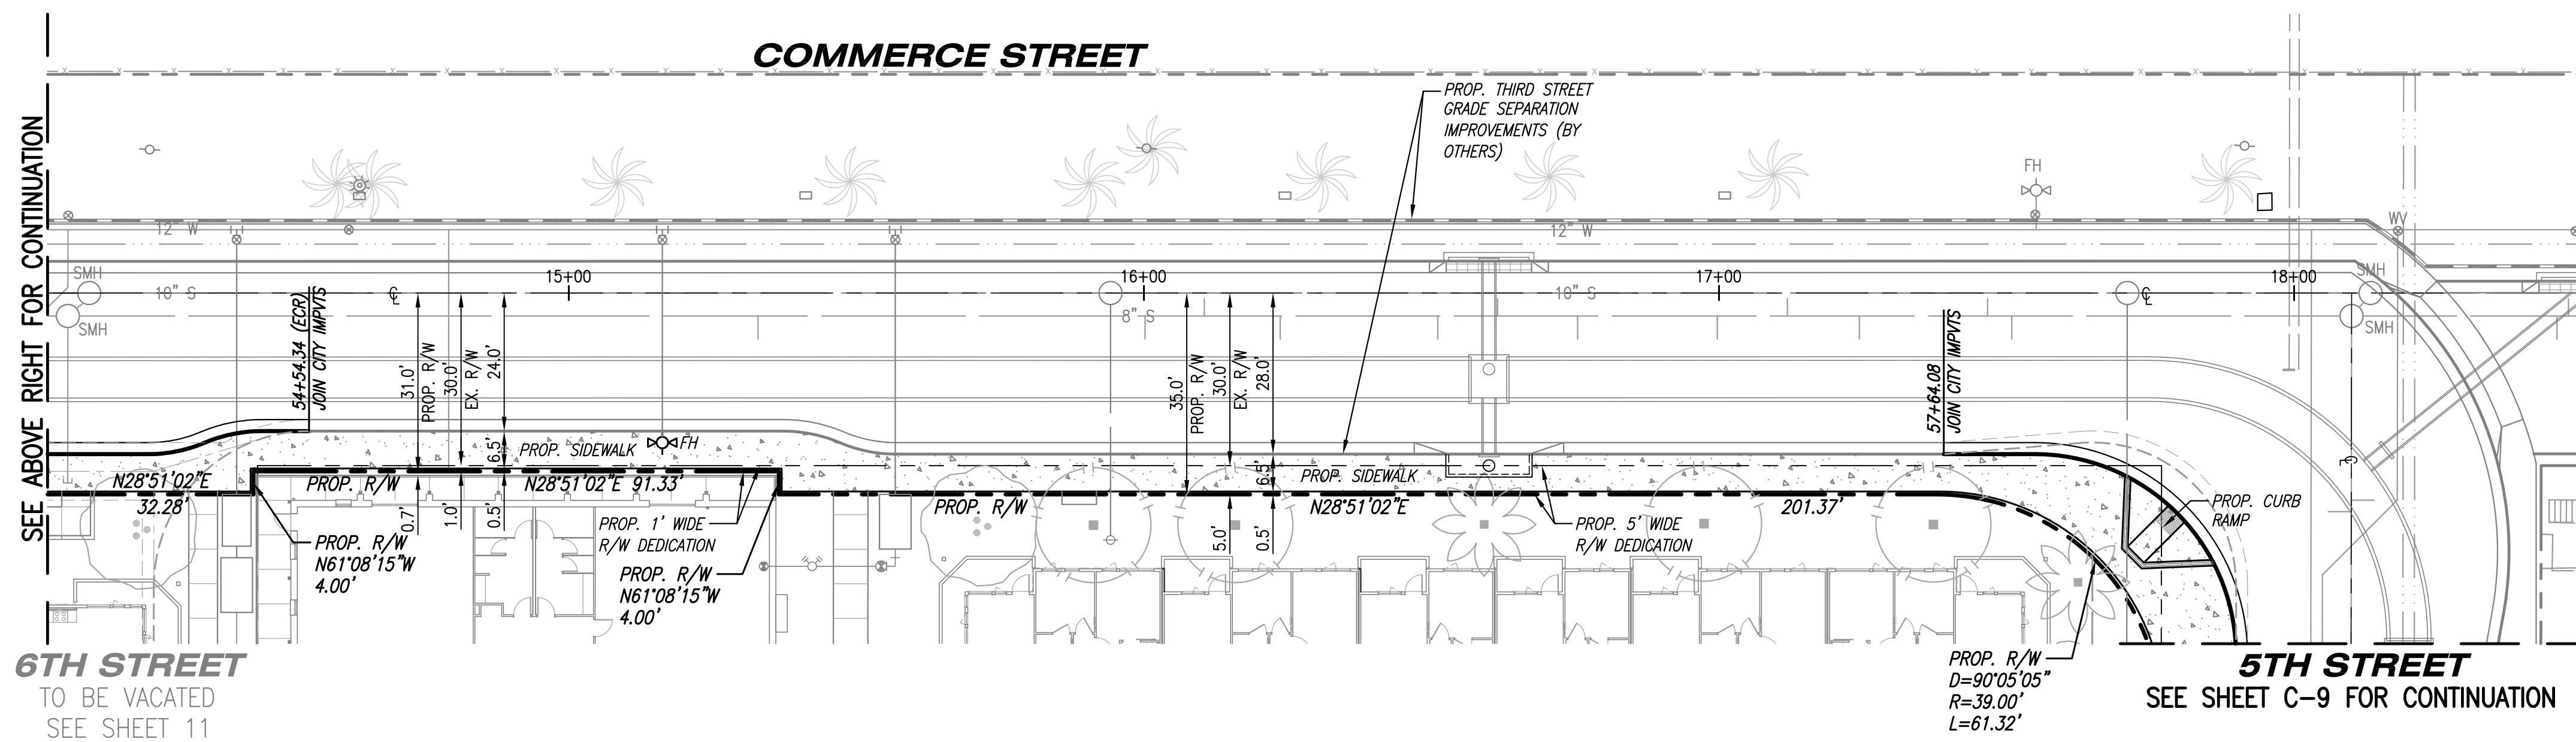 COMMERCE STREET
SEE ABOVE RIGHT FOR CONTINUATION
PROP. THIRD STREET
GRADE SEPARATION
IMPROVEMENTS (BY
OTHERS)
FH
12" W
12" W
WV
SMH
10" S
℄
15+00
16+00
17+00
18+00
SMH
SMH
8" S
10" S
℄
SMH
54+54.34 (ECR)
JOIN CITY IMPVTS
31.0'
PROP. R/W
30.0'
EX. R/W
24.0'
35.0'
PROP. R/W
30.0'
EX. R/W
28.0'
57+64.08
JOIN CITY IMPVTS
℄
6.5'
PROP. SIDEWALK
FH
6.5'
PROP. SIDEWALK
N28°51'02"E
32.28'
PROP. R/W
N28°51'02"E 91.33'
PROP. R/W
N28°51'02"E
201.37'
0.7'
1.0'
0.5'
5.0'
0.5'
PROP. 1' WIDE
R/W DEDICATION
PROP. 5' WIDE
R/W DEDICATION
PROP. CURB
RAMP
PROP. R/W
N61°08'15"W
4.00'
PROP. R/W
N61°08'15"W
4.00'
PROP. R/W
D=90°05'05"
R=39.00'
L=61.32'
6TH STREET
TO BE VACATED
SEE SHEET 11
5TH STREET
SEE SHEET C-9 FOR CONTINUATION